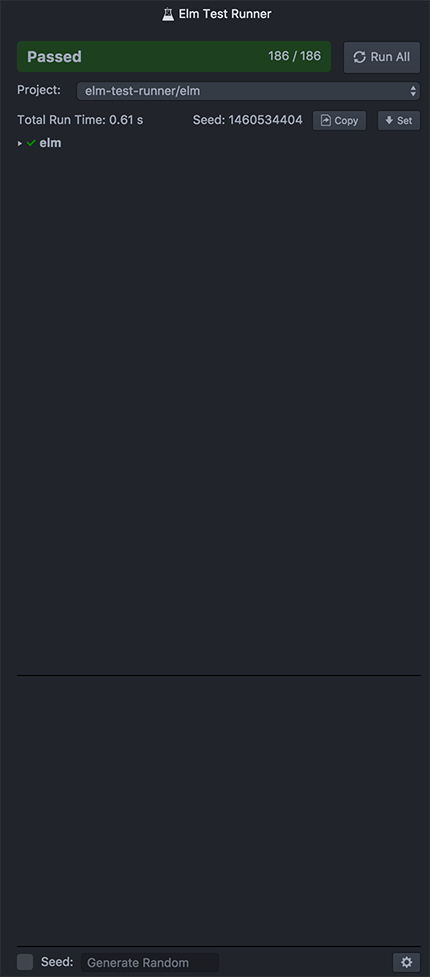 Elm Test Runner
Passed 186 / 186 Run All
Project: elm-test-runner/elm
Total Run Time: 0.61 s Seed: 1460534404 Copy Set
elm
Seed: Generate Random